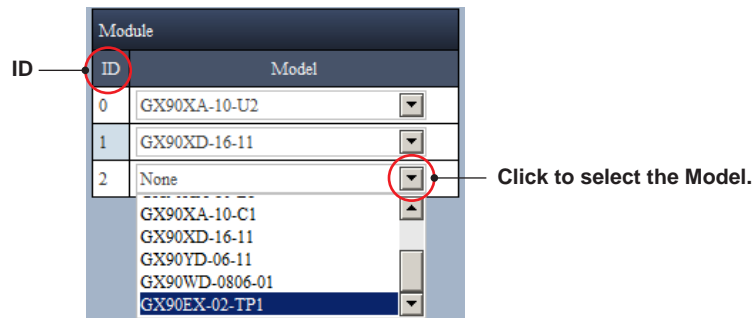 Module
ID
ID Model
0 GX90XA-10-U2
1 GX90XD-16-11
2 None
Click to select the Model.
GX90XA-10-C1
GX90XD-16-11
GX90YD-06-11
GX90WD-0806-01
GX90EX-02-TP1